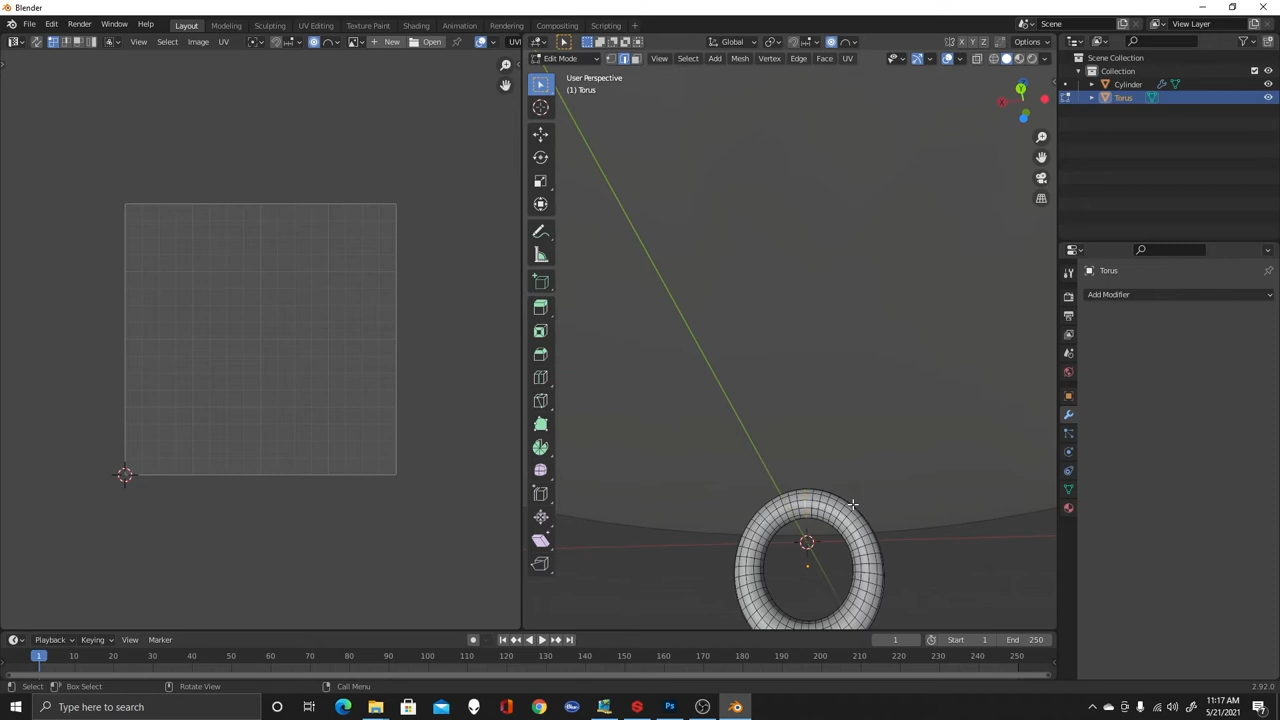 Blender
File Edit Render Window Help Layout Modeling Sculpting UV Editing Texture Paint Shading Animation Rendering Compositing Scripting + Scene View Layer
View Select Image UV New Open UV Global X Y Z Options
Edit Mode View Select Add Mesh Vertex Edge Face UV
User Perspective
(1) Torus
Y
X
Scene Collection
Collection
Cylinder
Torus
Torus
Add Modifier
Playback Keying View Marker 1 Start 1 End 250
1 10 20 30 40 50 60 70 80 90 100 110 120 130 140 150 160 170 180 190 200 210 220 230 240 250
Select Box Select Rotate View Call Menu 2.92.0
Type here to search
11:17 AM
5/21/2021